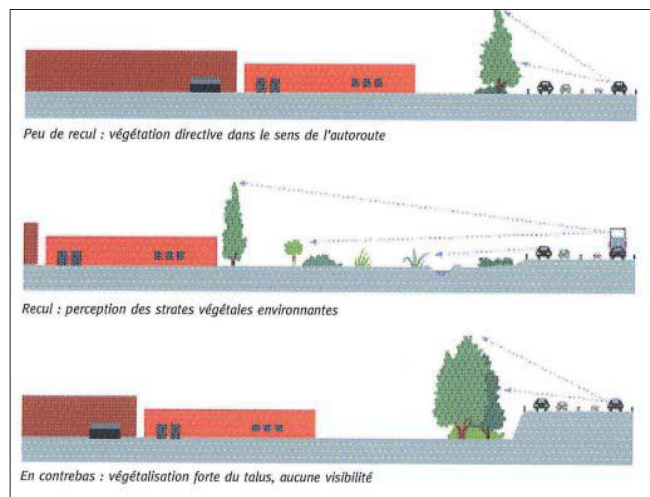 Peu de recul : végétation directive dans le sens de l'autoroute
Recul : perception des strates végétales environnantes
En contrebas : végétalisation forte du talus, aucune visibilité